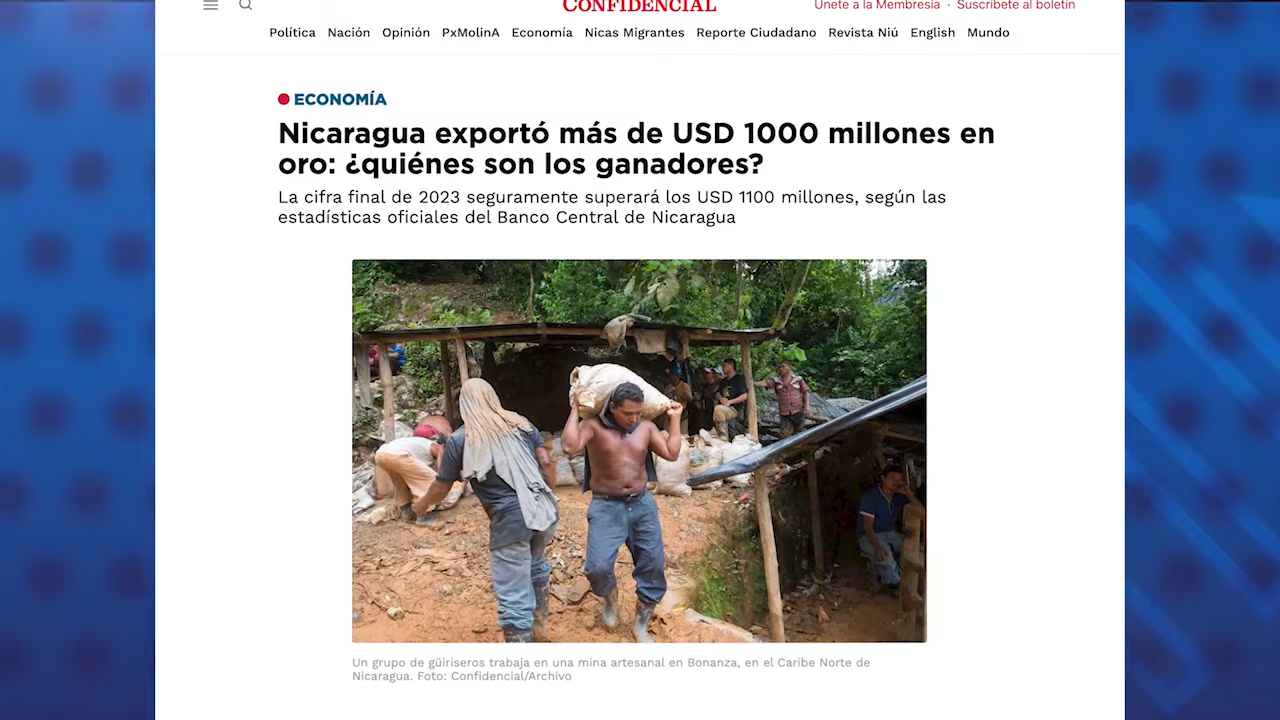 CONFIDENCIAL
Únete a la Membresía · Suscríbete al boletín
Política Nación Opinión PxMolinA Economía Nicas Migrantes Reporte Ciudadano Revista Niú English Mundo
ECONOMÍA
Nicaragua exportó más de USD 1000 millones en
oro: ¿quiénes son los ganadores?
La cifra final de 2023 seguramente superará los USD 1100 millones, según las
estadísticas oficiales del Banco Central de Nicaragua
Un grupo de güiriseros trabaja en una mina artesanal en Bonanza, en el Caribe Norte de
Nicaragua. Foto: Confidencial/Archivo